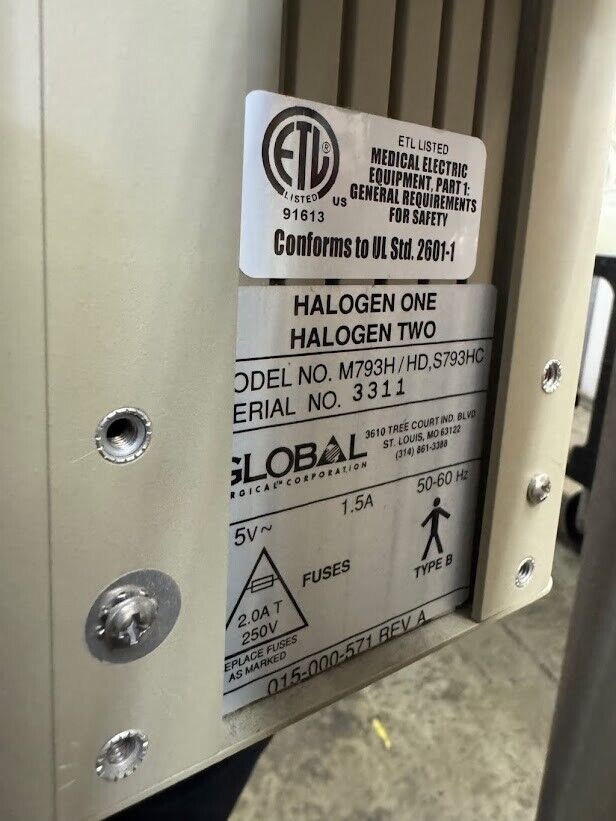 ETL®
LISTED
US
91613
ETL LISTED
MEDICAL ELECTRIC
EQUIPMENT, PART 1:
GENERAL REQUIREMENTS
FOR SAFETY
Conforms to UL Std. 2601-1
HALOGEN ONE
HALOGEN TWO
ODEL NO. M793H/HD,S793HC
ERIAL NO. 3311
GLOBAL
RGICAL™ CORPORATION
3610 TREE COURT IND. BLVD
ST. LOUIS, MO 63122
(314) 861-3388
5V~ 1.5A 50-60 Hz
2.0A T
250V
FUSES
TYPE B
EPLACE FUSES
AS MARKED
015-000-571 REV A